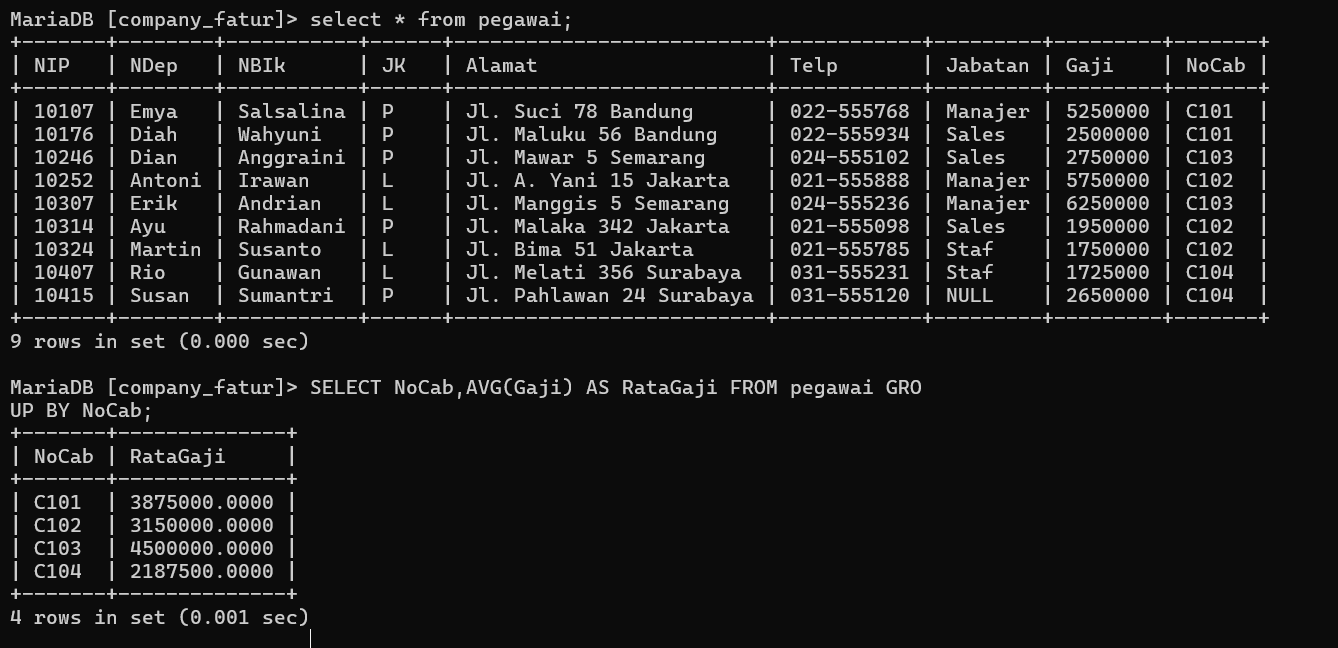 MariaDB [company_fatur]> select * from pegawai;
+-------+--------+-----------+------+--------------------------+------------+---------+---------+-------+
| NIP   | NDep   | NBIk      | JK   | Alamat                   | Telp       | Jabatan | Gaji    | NoCab |
+-------+--------+-----------+------+--------------------------+------------+---------+---------+-------+
| 10107 | Emya   | Salsalina | P    | Jl. Suci 78 Bandung      | 022-555768 | Manajer | 5250000 | C101  |
| 10176 | Diah   | Wahyuni   | P    | Jl. Maluku 56 Bandung    | 022-555934 | Sales   | 2500000 | C101  |
| 10246 | Dian   | Anggraini | P    | Jl. Mawar 5 Semarang     | 024-555102 | Sales   | 2750000 | C103  |
| 10252 | Antoni | Irawan    | L    | Jl. A. Yani 15 Jakarta   | 021-555888 | Manajer | 5750000 | C102  |
| 10307 | Erik   | Andrian   | L    | Jl. Manggis 5 Semarang   | 024-555236 | Manajer | 6250000 | C103  |
| 10314 | Ayu    | Rahmadani | P    | Jl. Malaka 342 Jakarta   | 021-555098 | Sales   | 1950000 | C102  |
| 10324 | Martin | Susanto   | L    | Jl. Bima 51 Jakarta      | 021-555785 | Staf    | 1750000 | C102  |
| 10407 | Rio    | Gunawan   | L    | Jl. Melati 356 Surabaya  | 031-555231 | Staf    | 1725000 | C104  |
| 10415 | Susan  | Sumantri  | P    | Jl. Pahlawan 24 Surabaya | 031-555120 | NULL    | 2650000 | C104  |
+-------+--------+-----------+------+--------------------------+------------+---------+---------+-------+
9 rows in set (0.000 sec)

MariaDB [company_fatur]> SELECT NoCab,AVG(Gaji) AS RataGaji FROM pegawai GRO
UP BY NoCab;
+-------+--------------+
| NoCab | RataGaji     |
+-------+--------------+
| C101  | 3875000.0000 |
| C102  | 3150000.0000 |
| C103  | 4500000.0000 |
| C104  | 2187500.0000 |
+-------+--------------+
4 rows in set (0.001 sec)